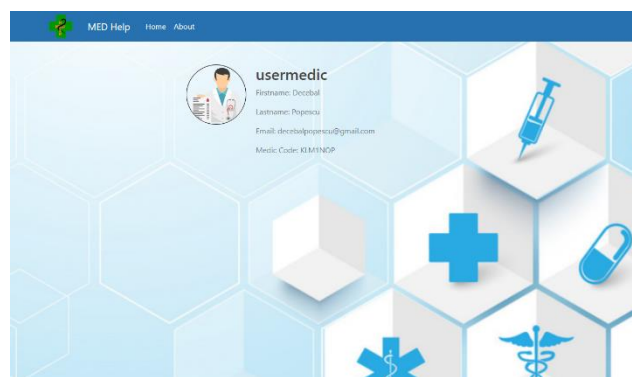 MED Help Home About
usermedic
Firstname: Decebal
Lastname: Popescu
Email: decebalpopescu@gmail.com
Medic Code: KLM1NOP